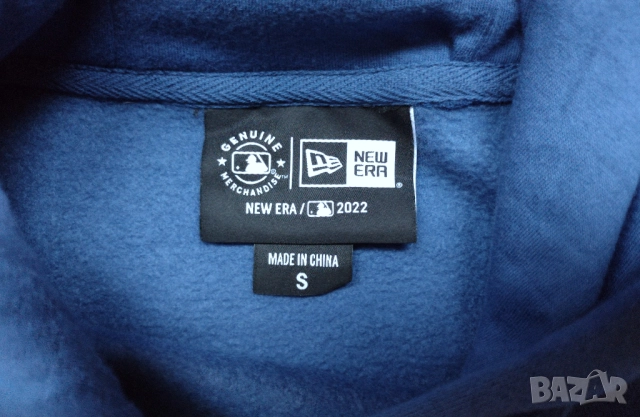 GENUINE
MERCHANDISE
NEW
ERA
NEW ERA / 2022
MADE IN CHINA
S
BAZAR